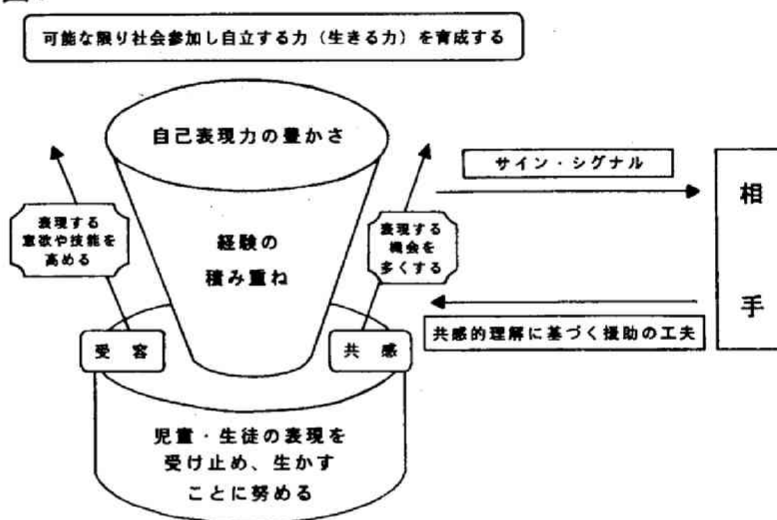 可能な限り社会参加し自立する力（生きる力）を育成する
自己表現力の豊かさ
サイン・シグナル
相
手
表現する
意欲や技能を
高める
経験の
積み重ね
表現する
機会を
多くする
共感的理解に基づく援助の工夫
受 容
共 感
児童・生徒の表現を
受け止め、生かす
ことに努める